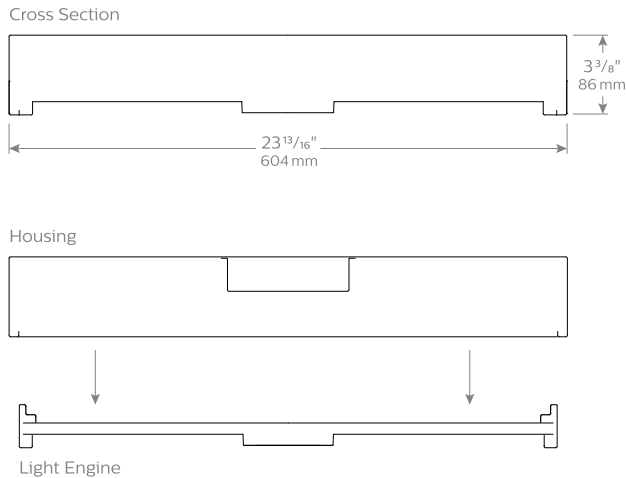 Cross Section
3 3/8"
86 mm
23 13/16"
604 mm
Housing
Light Engine